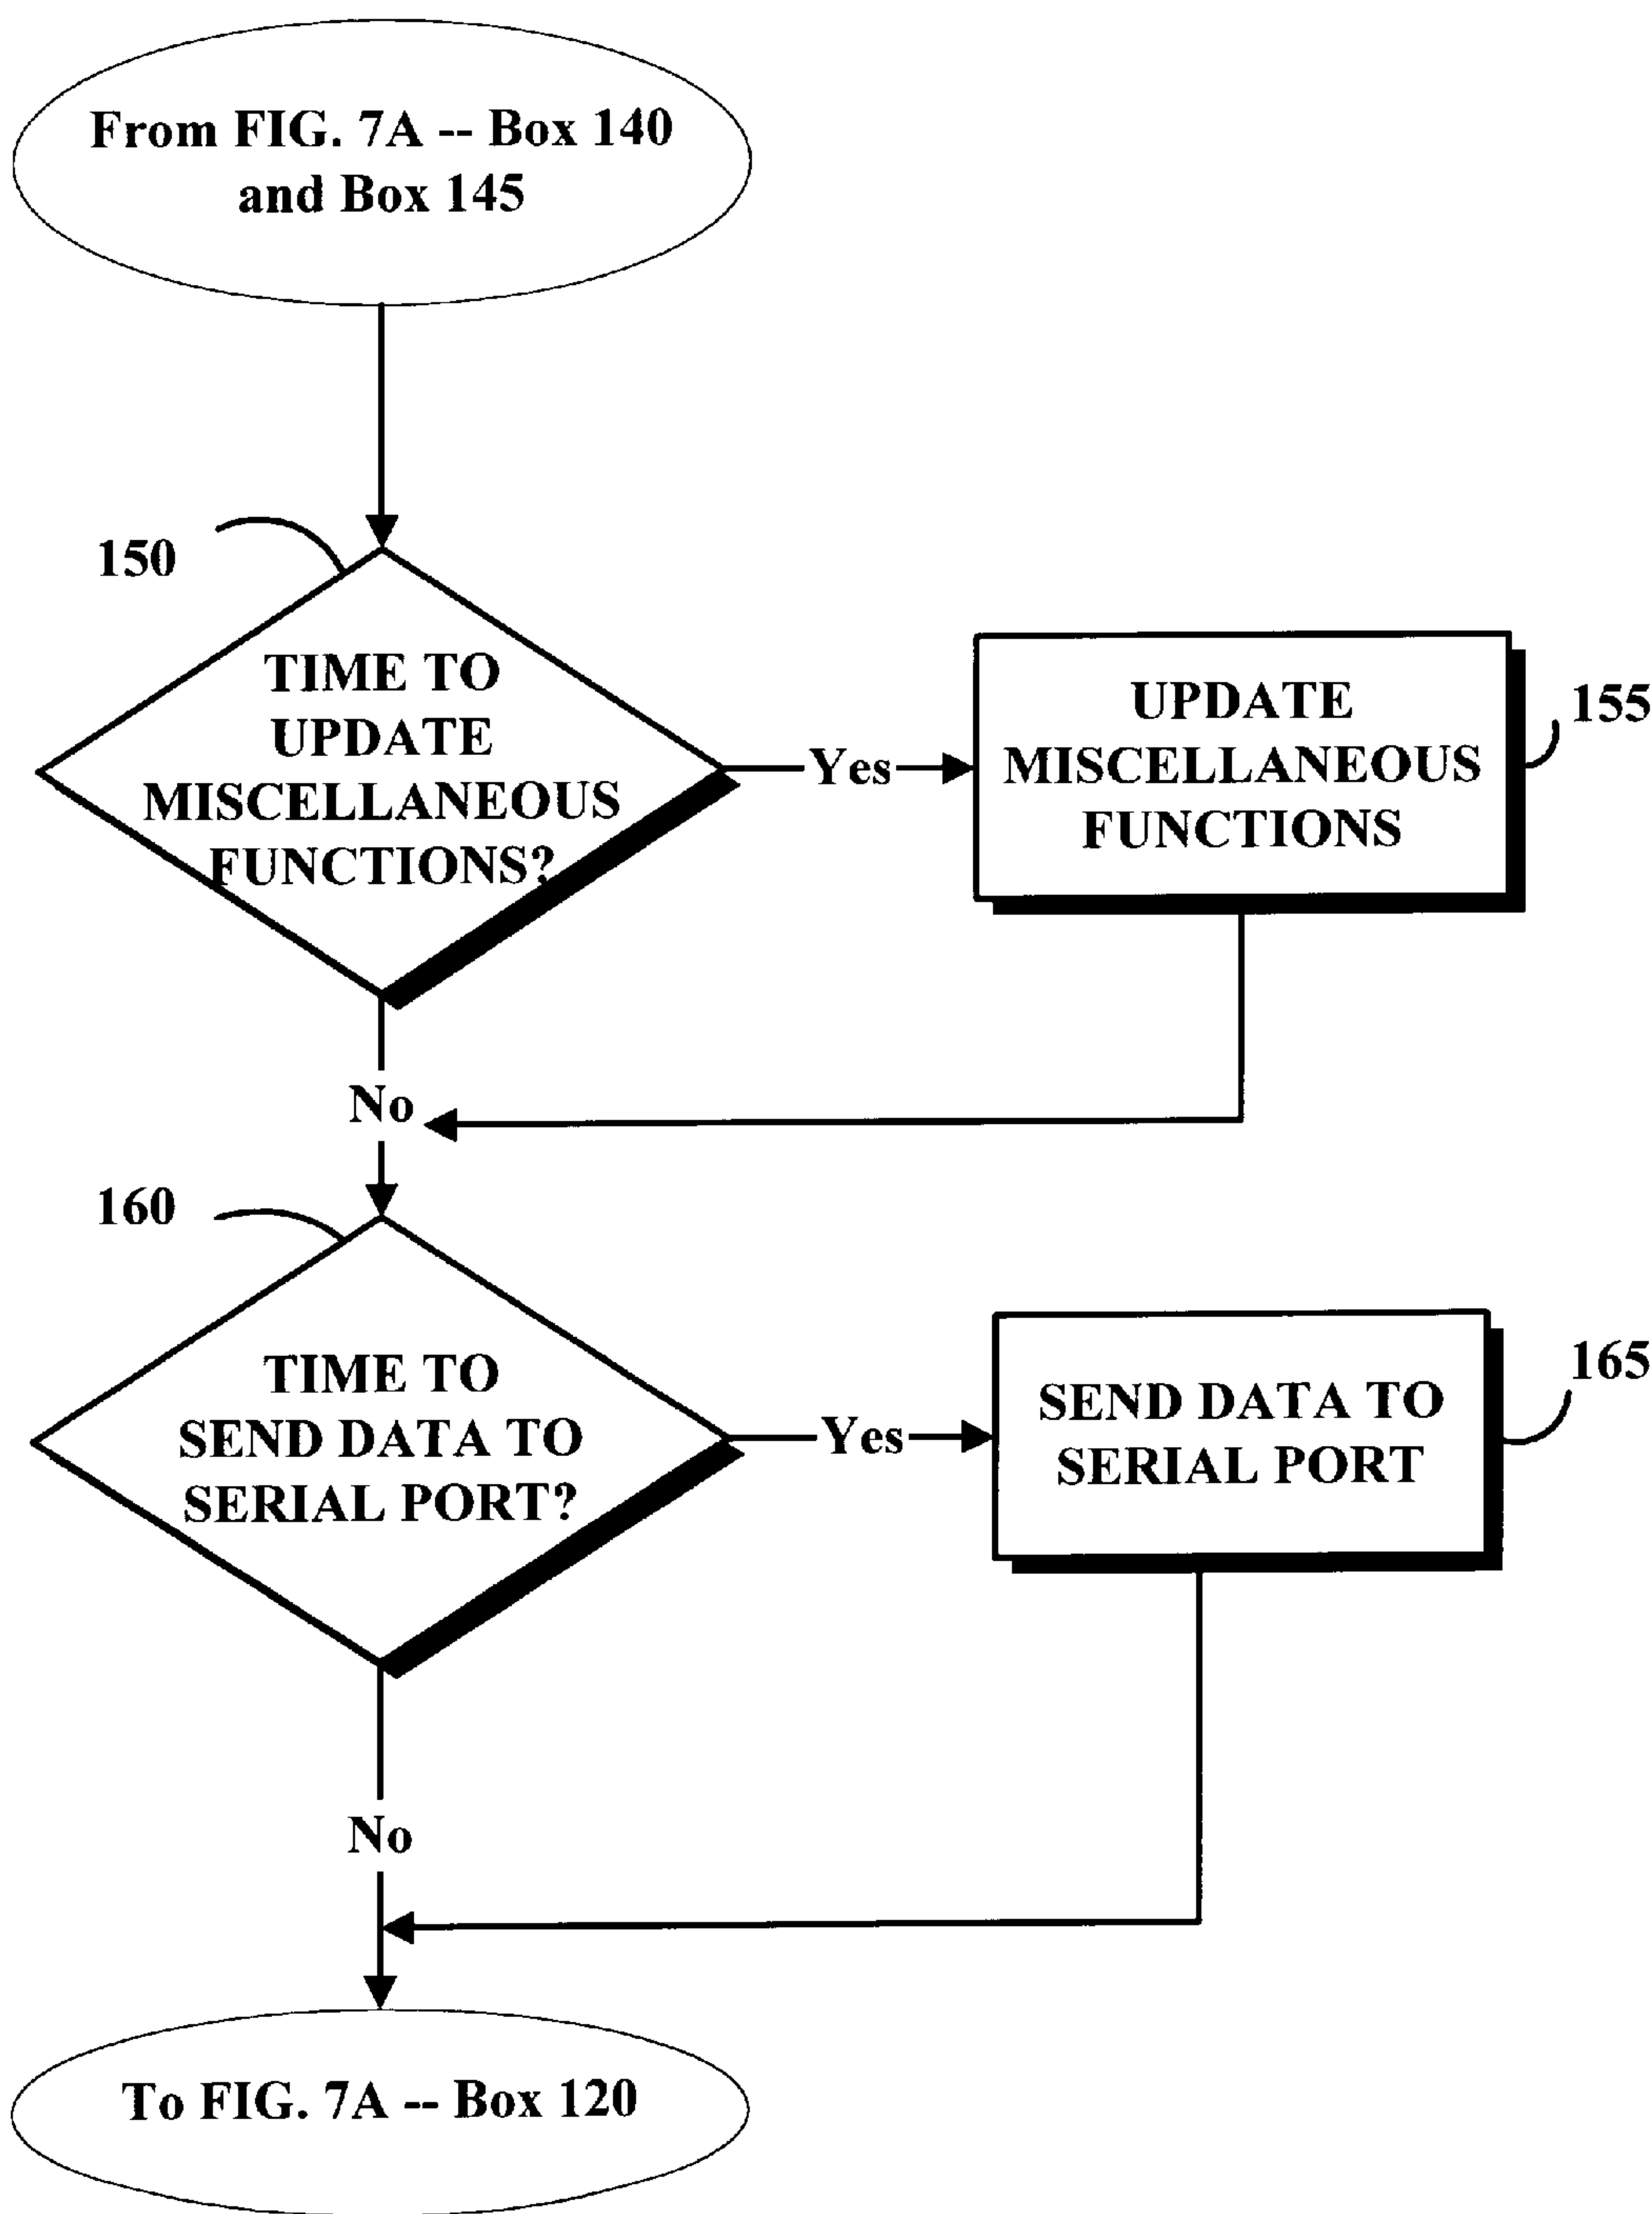 From FIG. 7A -- Box 140
and Box 145
150
TIME TO
UPDATE
MISCELLANEOUS
FUNCTIONS?
Yes
UPDATE
MISCELLANEOUS
FUNCTIONS
155
No
160
TIME TO
SEND DATA TO
SERIAL PORT?
Yes
SEND DATA TO
SERIAL PORT
165
No
To FIG. 7A -- Box 120